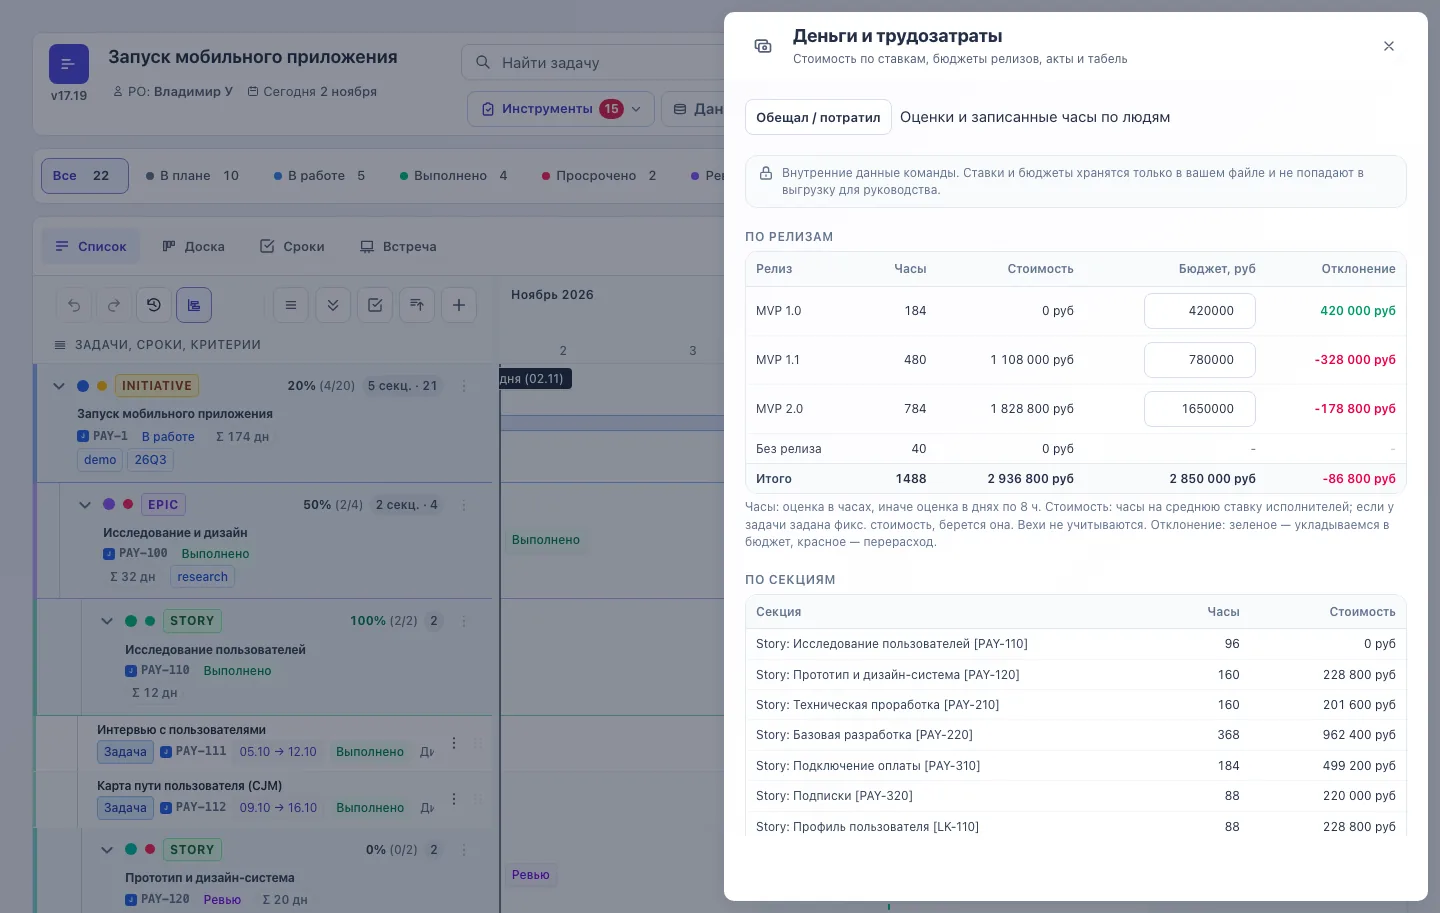 Запуск мобильного приложения
v17.19
РО: Владимир У
Сегодня 2 ноября
Найти задачу
Инструменты 15
Все 22
В плане 10
В работе 5
Выполнено 4
Просрочено 2
Список
Доска
Сроки
Встреча
Ноябрь 2026
ЗАДАЧИ, СРОКИ, КРИТЕРИИ
2
3
дня (02.11)
INITIATIVE
20% (4/20)
5 секц. · 21
Запуск мобильного приложения
PAY-1
В работе
Σ 174 дн
demo
26Q3
EPIC
50% (2/4)
2 секц. · 4
Исследование и дизайн
PAY-100
Выполнено
Σ 32 дн
research
Выполнено
STORY
100% (2/2)
2
Исследование пользователей
PAY-110
Выполнено
Σ 12 дн
Интервью с пользователями
Задача
PAY-111
05.10 → 12.10
Выполнено
Карта пути пользователя (CJM)
Задача
PAY-112
09.10 → 16.10
Выполнено
STORY
0% (0/2)
2
Прототип и дизайн-система
PAY-120
Ревью
Σ 20 дн
Ревью
Деньги и трудозатраты
Стоимость по ставкам, бюджеты релизов, акты и табель
Обещал / потратил
Оценки и записанные часы по людям
Внутренние данные команды. Ставки и бюджеты хранятся только в вашем файле и не попадают в
выгрузку для руководства.
ПО РЕЛИЗАМ
Релиз Часы Стоимость Бюджет, руб Отклонение
MVP 1.0 184 0 руб 420000 420 000 руб
MVP 1.1 480 1 108 000 руб 780000 -328 000 руб
MVP 2.0 784 1 828 800 руб 1650000 -178 800 руб
Без релиза 40 0 руб - -
Итого 1488 2 936 800 руб 2 850 000 руб -86 800 руб
Часы: оценка в часах, иначе оценка в днях по 8 ч. Стоимость: часы на среднюю ставку исполнителей; если у
задачи задана фикс. стоимость, берется она. Вехи не учитываются. Отклонение: зеленое — укладываемся в
бюджет, красное — перерасход.
ПО СЕКЦИЯМ
Секция Часы Стоимость
Story: Исследование пользователей [PAY-110] 96 0 руб
Story: Прототип и дизайн-система [PAY-120] 160 228 800 руб
Story: Техническая проработка [PAY-210] 160 201 600 руб
Story: Базовая разработка [PAY-220] 368 962 400 руб
Story: Подключение оплаты [PAY-310] 184 499 200 руб
Story: Подписки [PAY-320] 88 220 000 руб
Story: Профиль пользователя [LK-110] 88 228 800 руб